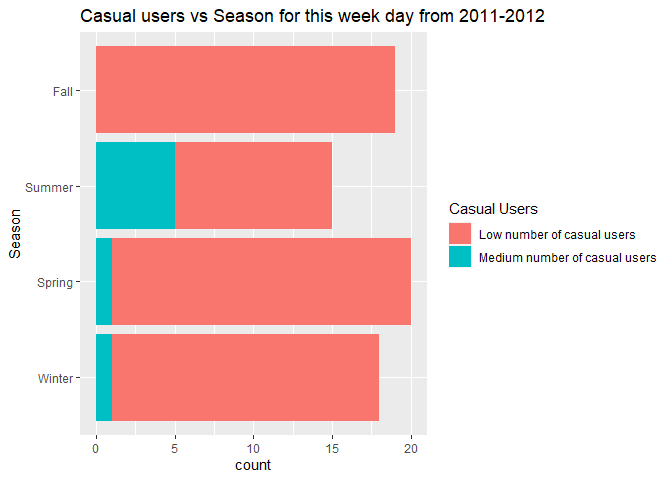 Casual users vs Season for this week day from 2011-2012
Fall
Summer
Spring
Winter
Season
0 5 10 15 20
count
Casual Users
Low number of casual users
Medium number of casual users